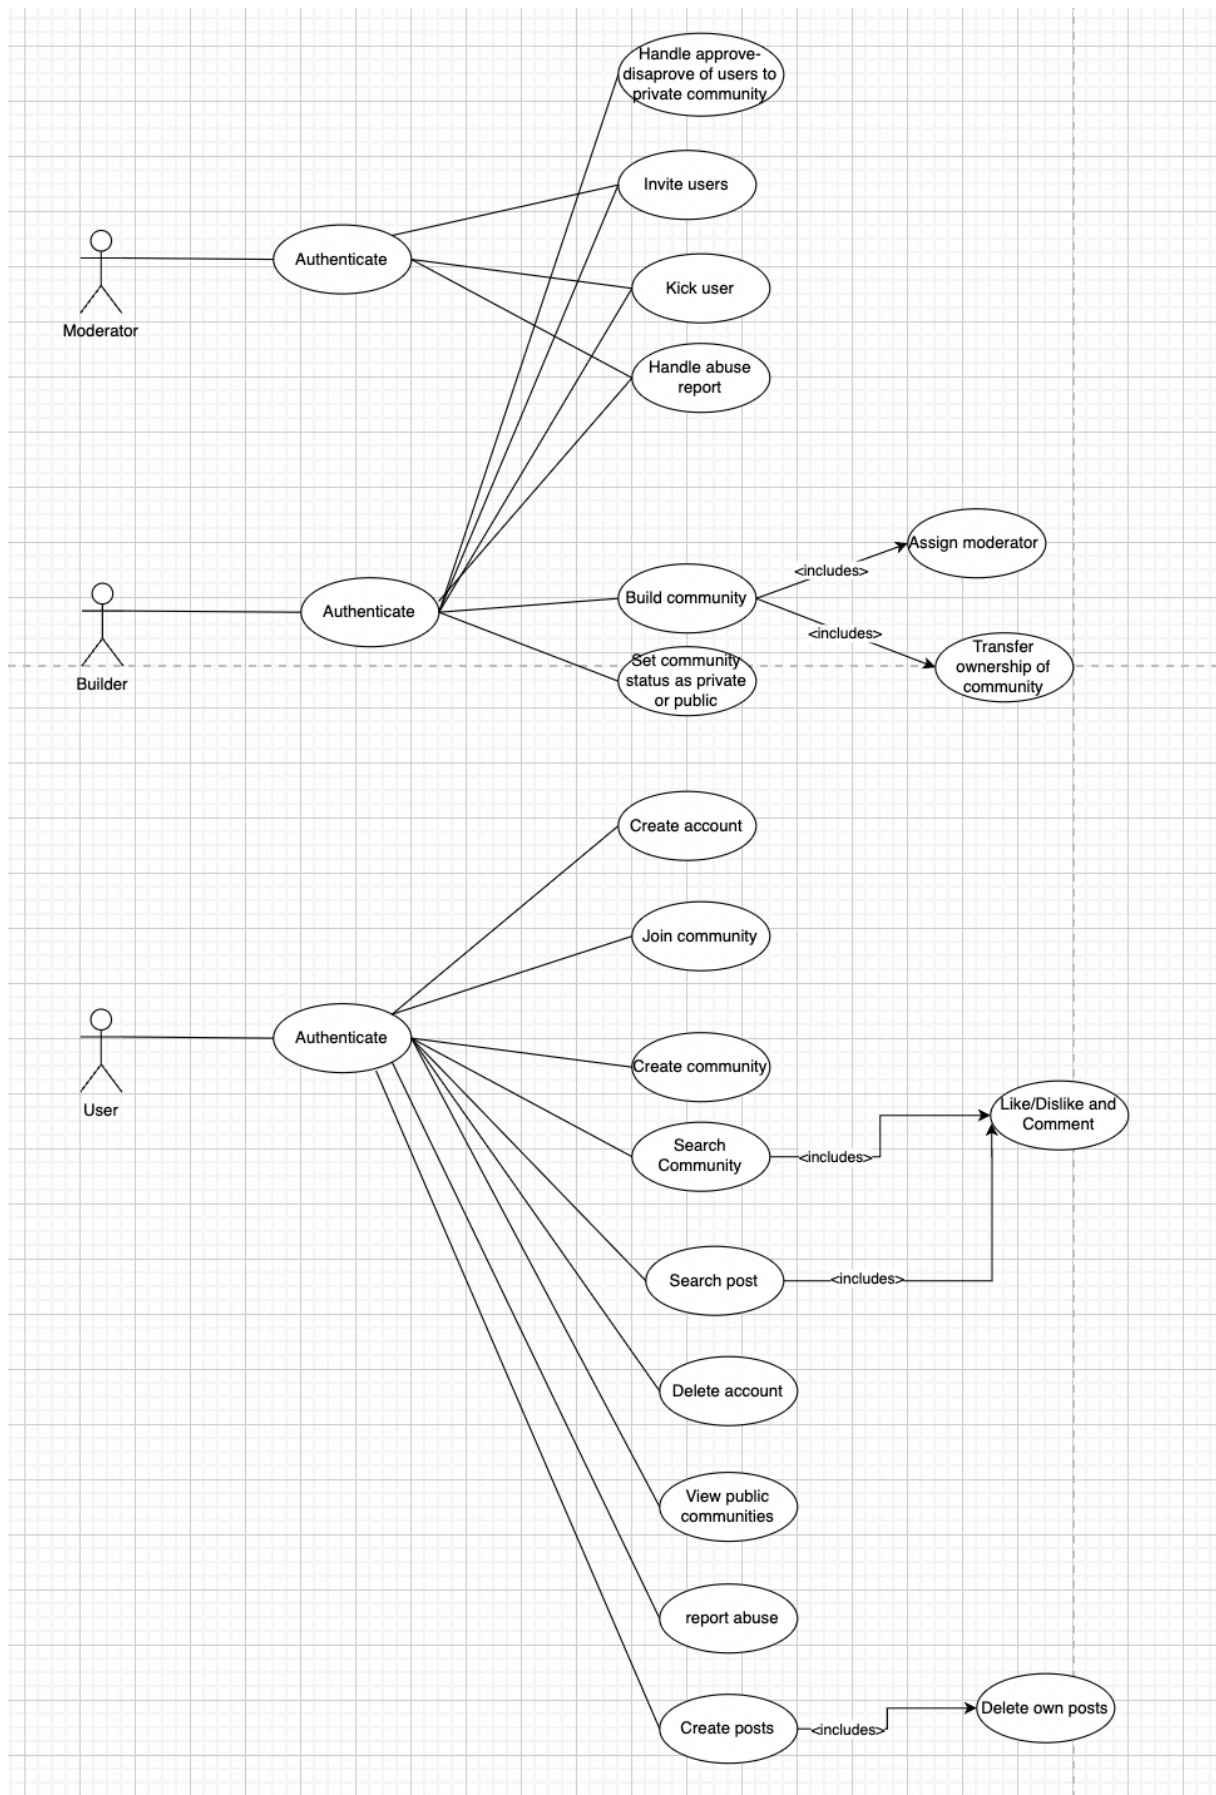 Handle approve-
disaprove of users to
private community
Invite users
Authenticate
Kick user
Moderator
Handle abuse
report
Assign moderator
<includes>
Build community
Authenticate
<includes>
Transfer
ownership of
community
Set community
status as private
or public
Builder
Create account
Join community
Authenticate
Create community
User
Like/Dislike and
Comment
Search
Community
<includes>
Search post
<includes>
Delete account
View public
communities
report abuse
Delete own posts
Create posts
<includes>